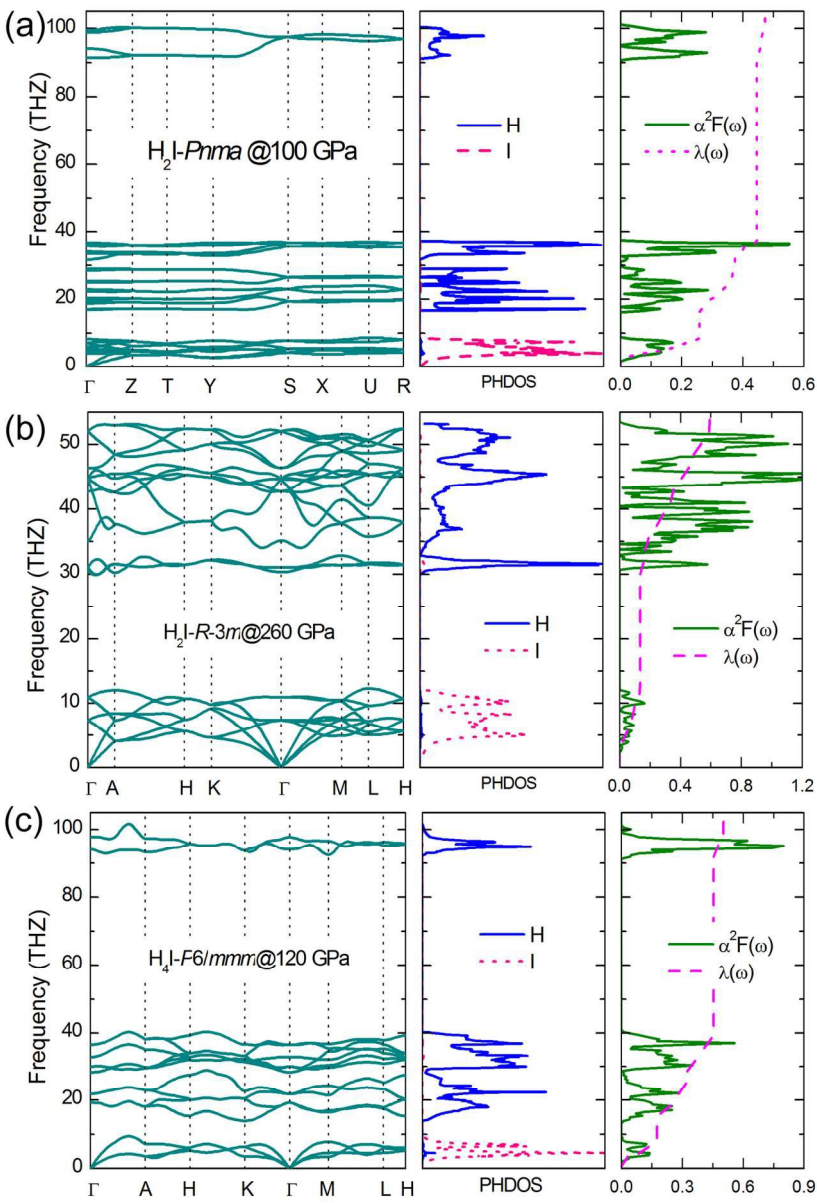 (a)
100
80
60
40
20
0
Frequency (THZ)
H₂I-Pnma @100 GPa
Γ Z T Y S X U R
H
I
PHDOS
α²F(ω)
λ(ω)
0.0 0.2 0.4 0.6
(b)
50
40
30
20
10
0
Frequency (THZ)
H₂I-R-3m@260 GPa
Γ A H K Γ M L H
H
I
PHDOS
α²F(ω)
λ(ω)
0.0 0.4 0.8 1.2
(c)
100
80
60
40
20
0
Frequency (THZ)
H₄I-P6/mmm@120 GPa
Γ A H K Γ M L H
H
I
PHDOS
α²F(ω)
λ(ω)
0.0 0.3 0.6 0.9